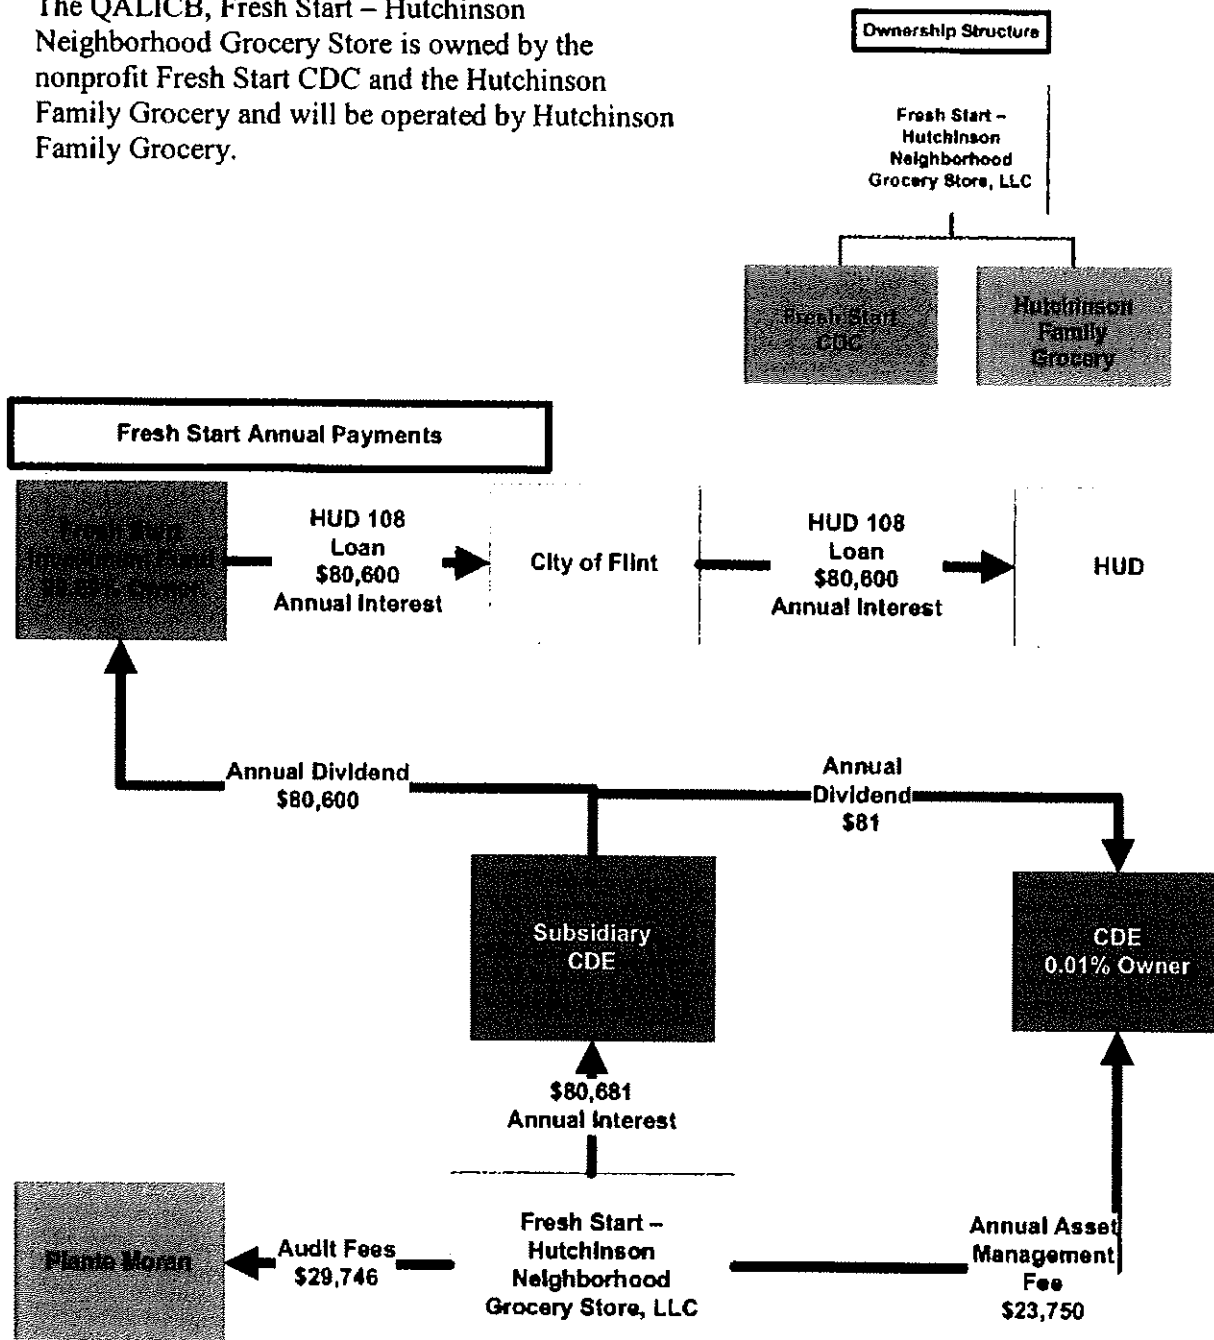 The QALICB, Fresh Start – Hutchinson
Neighborhood Grocery Store is owned by the
nonprofit Fresh Start CDC and the Hutchinson
Family Grocery and will be operated by Hutchinson
Family Grocery.
Ownership Structure
Fresh Start –
Hutchinson
Neighborhood
Grocery Store, LLC
Fresh Start
CDC
Hutchinson
Family
Grocery
Fresh Start Annual Payments
Fresh Start
Investment Fund
Owner
HUD 108
Loan
$80,600
Annual Interest
City of Flint
HUD 108
Loan
$80,600
Annual Interest
HUD
Annual Dividend
$80,600
Annual
Dividend
$81
Subsidiary
CDE
CDE
0.01% Owner
$80,681
Annual Interest
Plante Moran
Audit Fees
$29,746
Fresh Start –
Hutchinson
Neighborhood
Grocery Store, LLC
Annual Asset
Management
Fee
$23,750